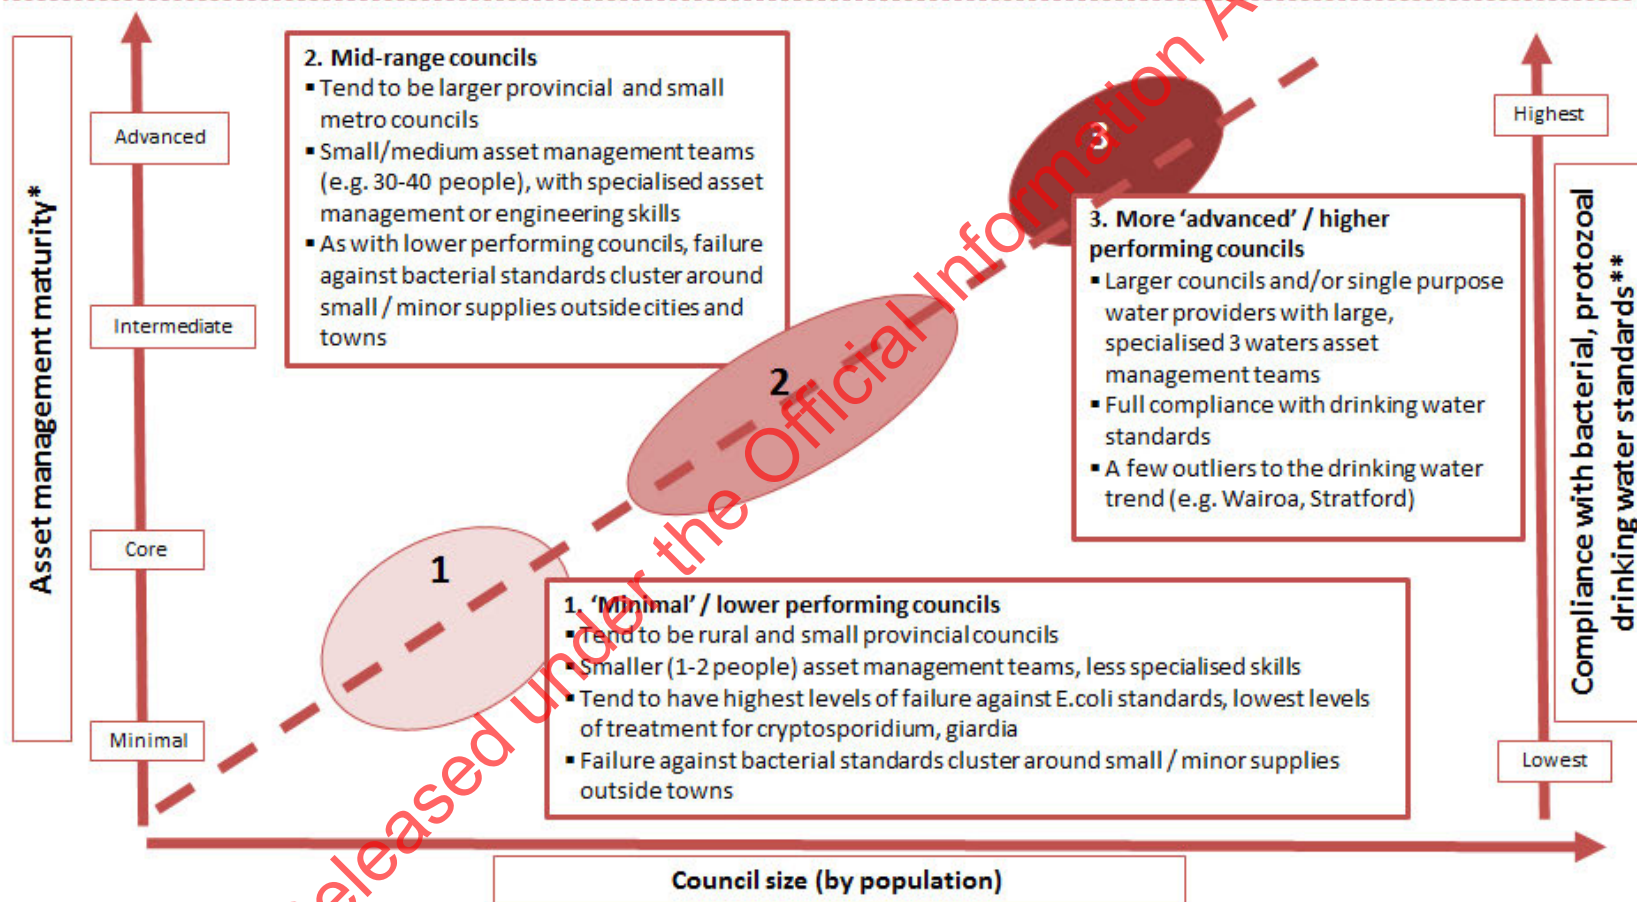 Asset management maturity*
Advanced
Intermediate
Core
Minimal
2. Mid-range councils
▪ Tend to be larger provincial and small
metro councils
▪ Small/medium asset management teams
(e.g. 30-40 people), with specialised asset
management or engineering skills
▪ As with lower performing councils, failure
against bacterial standards cluster around
small / minor supplies outside cities and
towns
3
2
1
3. More ‘advanced’ / higher
performing councils
▪ Larger councils and/or single purpose
water providers with large,
specialised 3 waters asset
management teams
▪ Full compliance with drinking water
standards
▪ A few outliers to the drinking water
trend (e.g. Wairoa, Stratford)
1. ‘Minimal’ / lower performing councils
▪ Tend to be rural and small provincial councils
▪ Smaller (1-2 people) asset management teams, less specialised skills
▪ Tend to have highest levels of failure against E.coli standards, lowest levels
of treatment for cryptosporidium, giardia
▪ Failure against bacterial standards cluster around small / minor supplies
outside towns
Highest
Lowest
Compliance with bacterial, protozoal
drinking water standards**
Council size (by population)
Released under the Official Information A